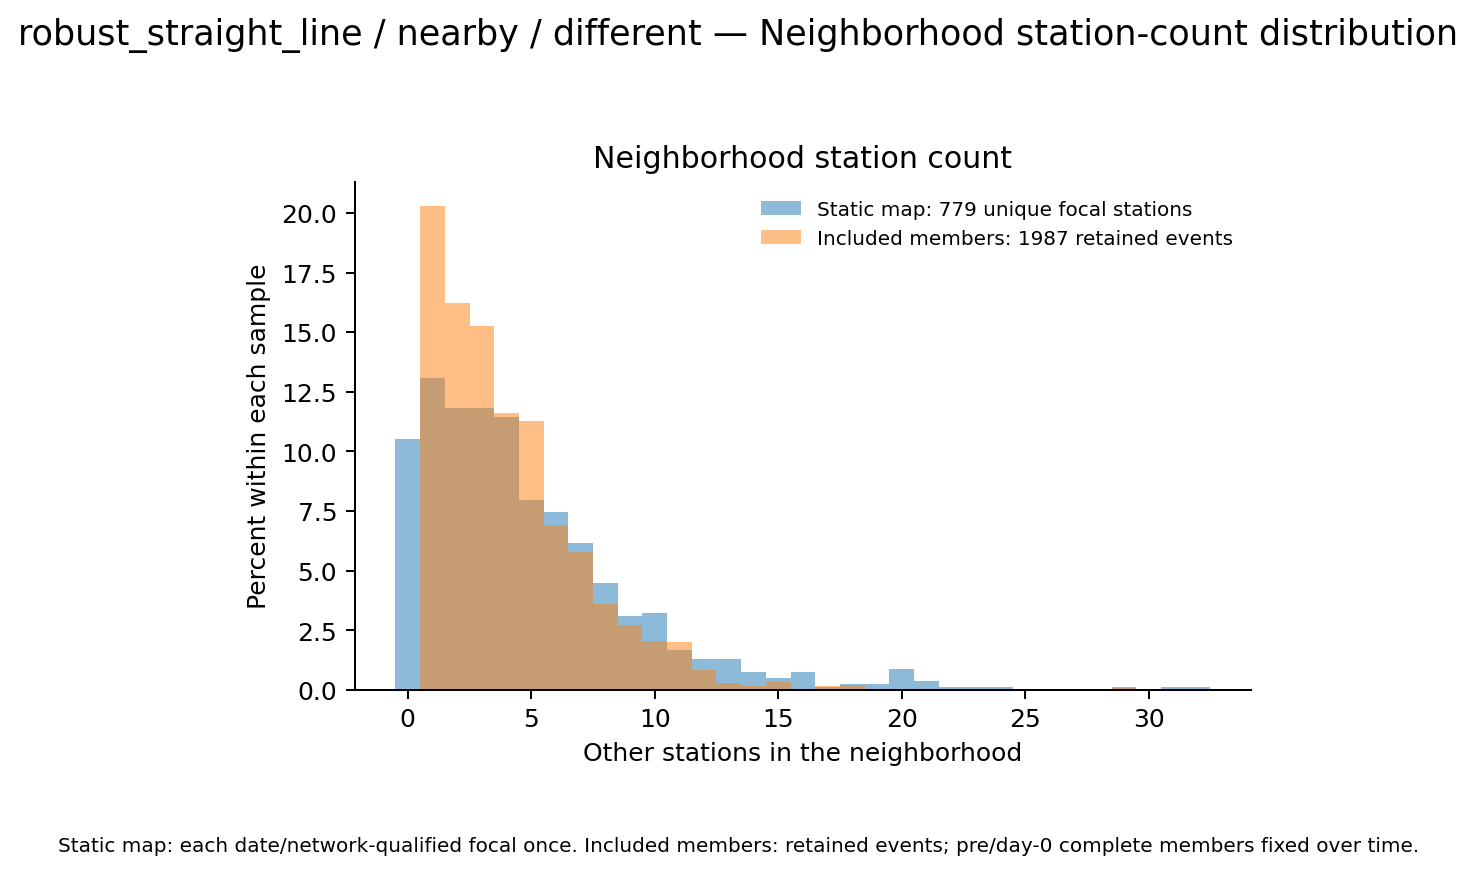 robust_straight_line / nearby / different — Neighborhood station-count distribution
Neighborhood station count
Static map: 779 unique focal stations
Included members: 1987 retained events
Percent within each sample
20.0
17.5
15.0
12.5
10.0
7.5
5.0
2.5
0.0
0 5 10 15 20 25 30
Other stations in the neighborhood
Static map: each date/network-qualified focal once. Included members: retained events; pre/day-0 complete members fixed over time.